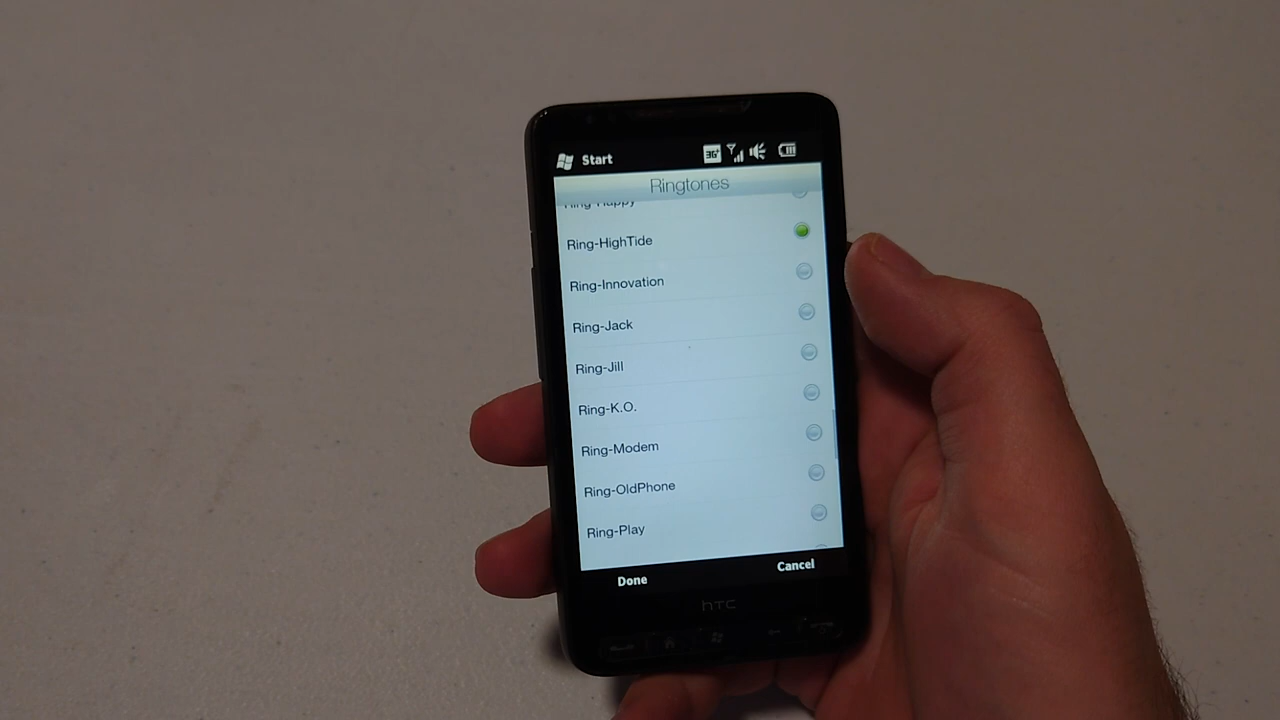 Start
3G+
Ringtones
Ring-Happy
Ring-HighTide
Ring-Innovation
Ring-Jack
Ring-Jill
Ring-K.O.
Ring-Modem
Ring-OldPhone
Ring-Play
Done
Cancel
hTC